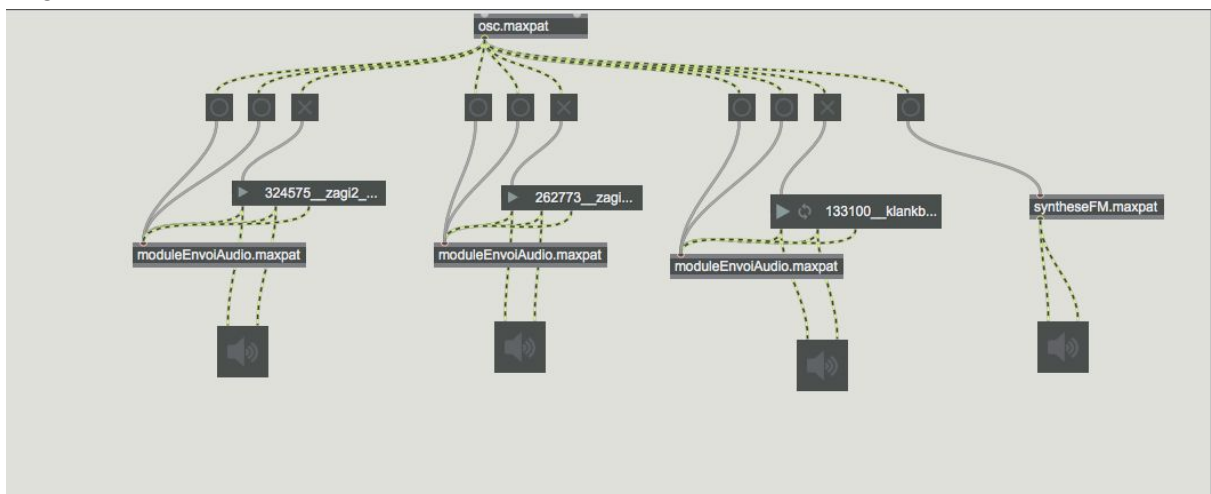 osc.maxpat
324575__zagi2_...
262773__zagi...
133100__klankb...
syntheseFM.maxpat
moduleEnvoiAudio.maxpat
moduleEnvoiAudio.maxpat
moduleEnvoiAudio.maxpat